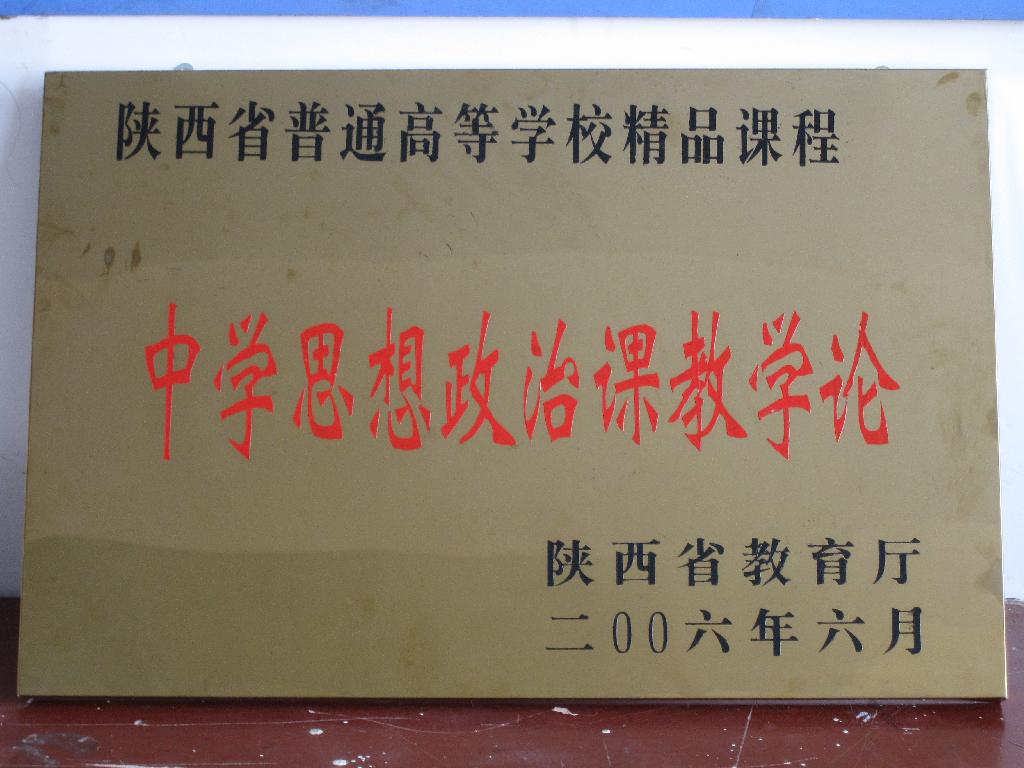 陕西省普通高等学校精品课程
中学思想政治课教学论
陕西省教育厅
二00六年六月